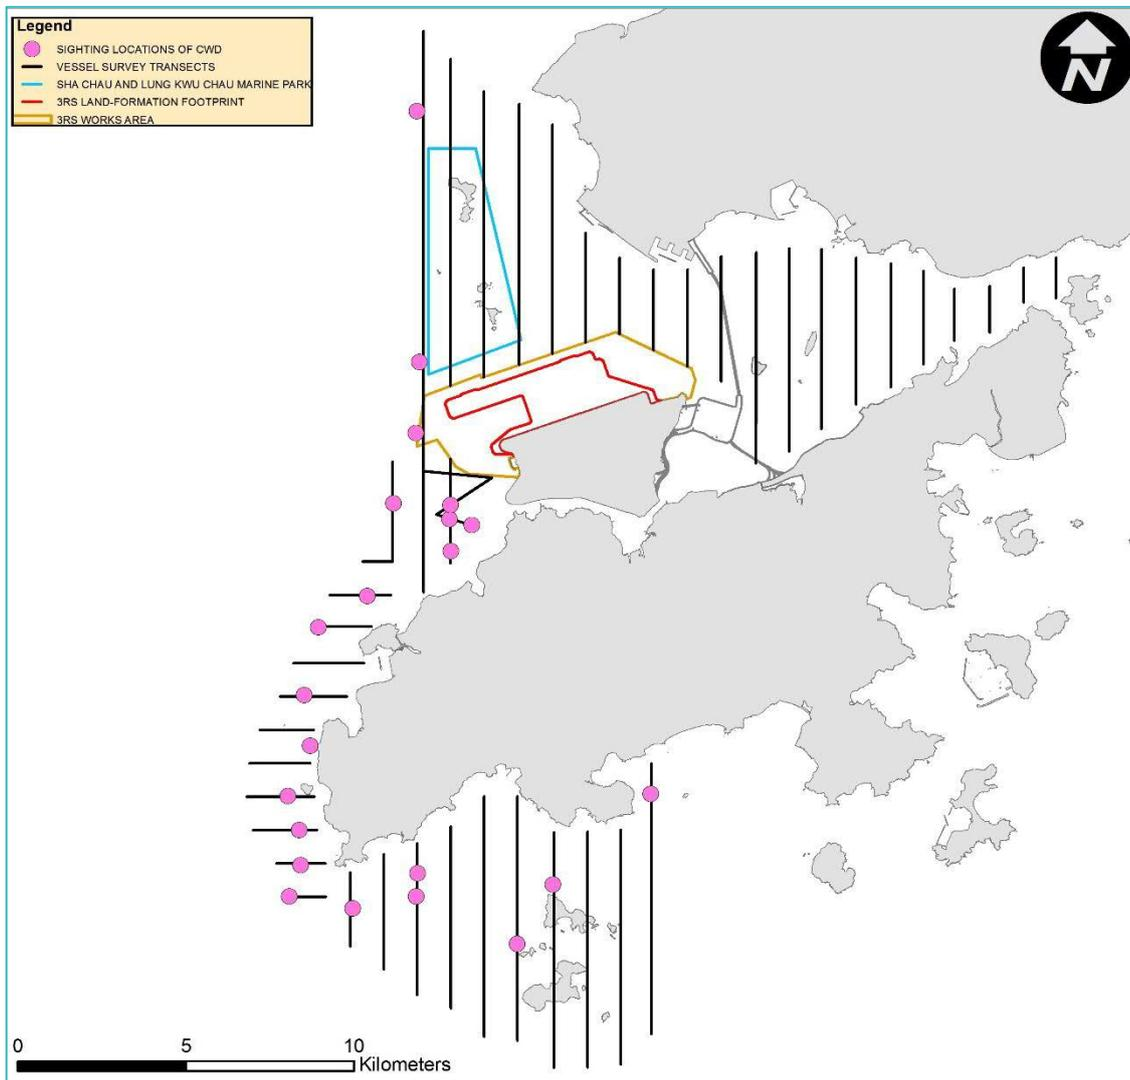 Legend
SIGHTING LOCATIONS OF CWD
VESSEL SURVEY TRANSECTS
SHA CHAU AND LUNG KWU CHAU MARINE PARK
3RS LAND-FORMATION FOOTPRINT
3RS WORKS AREA
N
0 5 10
Kilometers